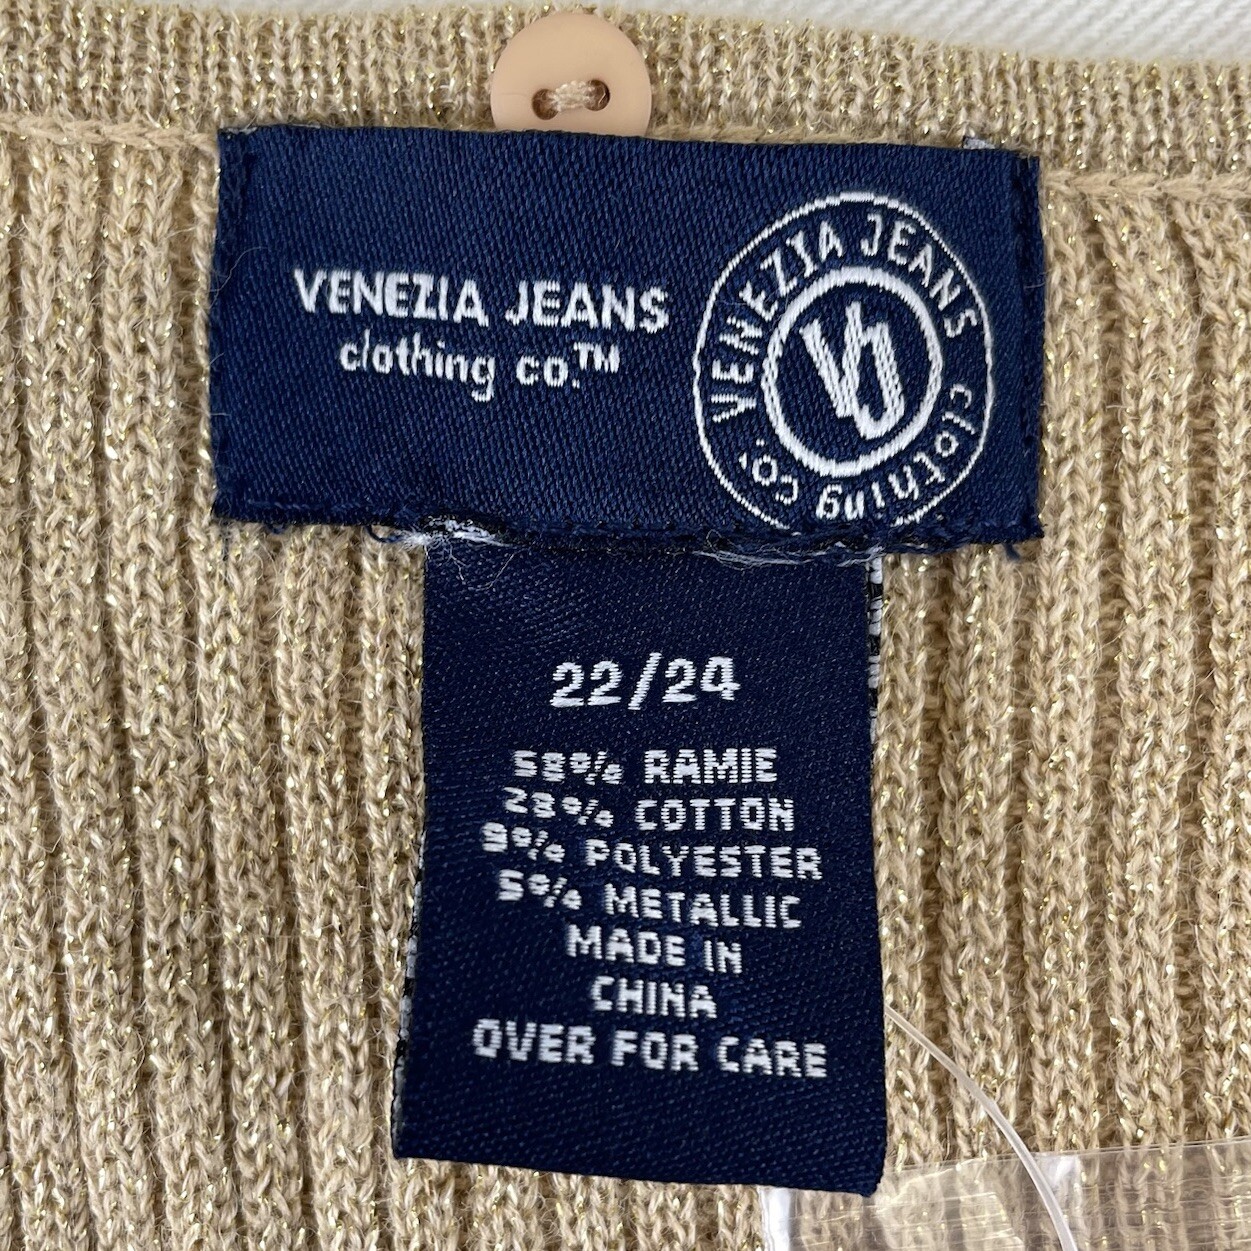 VENEZIA JEANS
clothing co.™
VENEZIA JEANS clothing co.
VJ
22/24
58% RAMIE
28% COTTON
9% POLYESTER
5% METALLIC
MADE IN
CHINA
OVER FOR CARE